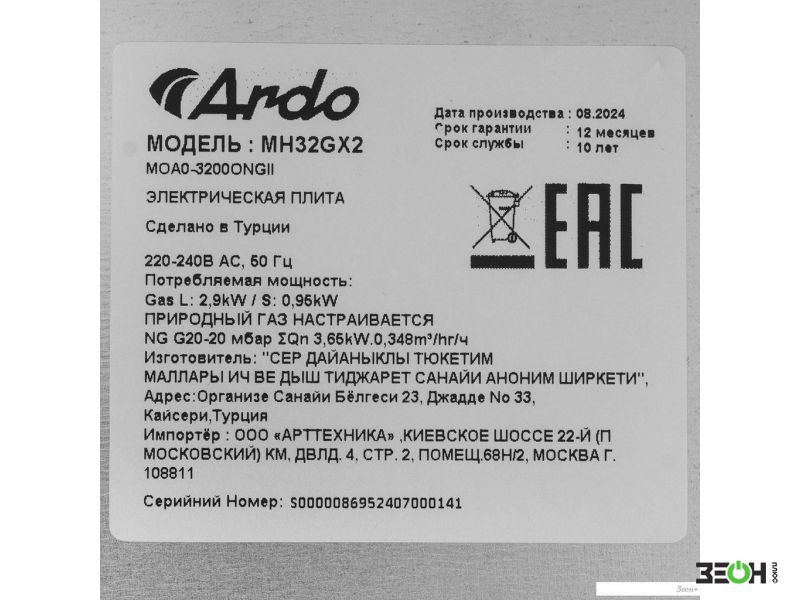 Ardo
МОДЕЛЬ : MH32GX2
MOA0-3200ONGII
ЭЛЕКТРИЧЕСКАЯ ПЛИТА
Сделано в Турции
Дата производства : 08.2024
Срок гарантии : 12 месяцев
Срок службы : 10 лет
EAC
220-240В AC, 50 Гц
Потребляемая мощность:
Gas L: 2,9kW / S: 0,95kW
ПРИРОДНЫЙ ГАЗ НАСТРАИВАЕТСЯ
NG G20-20 мбар ΣQn 3,65kW.0,348m³/hr/ч
Изготовитель: "СЕР ДАЙАНЫКЛЫ ТЮКЕТИМ
МАЛЛАРЫ ИЧ ВЕ ДЫШ ТИДЖАРЕТ САНАЙИ АНОНИМ ШИРКЕТИ",
Адрес:Организе Санайи Бёлгеси 23, Джадде No 33,
Кайсери,Турция
Импортёр : ООО «АРТТЕХНИКА» ,КИЕВСКОЕ ШОССЕ 22-Й (П
МОСКОВСКИЙ) КМ, ДВЛД. 4, СТР. 2, ПОМЕЩ.68Н/2, МОСКВА Г.
108811
Серийний Номер: S00000086952407000141
Зеон+
ЗЕОН